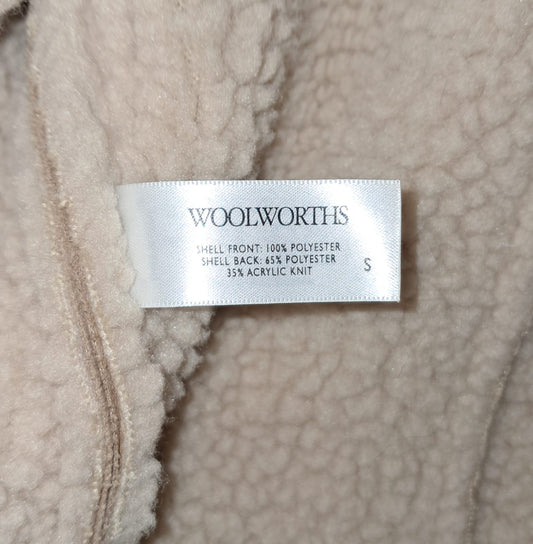 WOOLWORTHS
SHELL FRONT: 100% POLYESTER
SHELL BACK: 65% POLYESTER
35% ACRYLIC KNIT
S